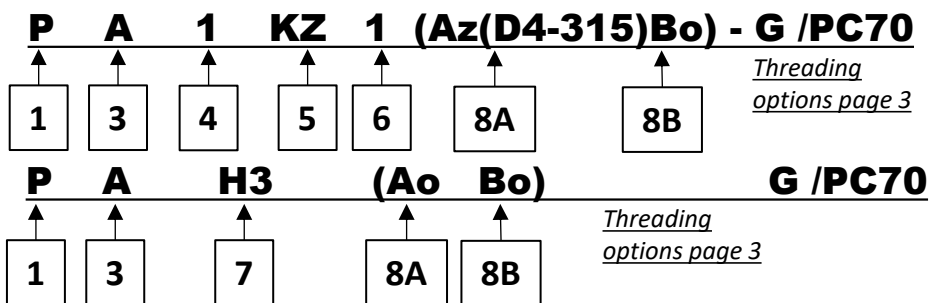 P A 1 KZ 1 (Az(D4-315)Bo) - G /PC70
Threading
options page 3
1 3 4 5 6 8A 8B
P A H3 (Ao Bo) G /PC70
Threading
options page 3
1 3 7 8A 8B